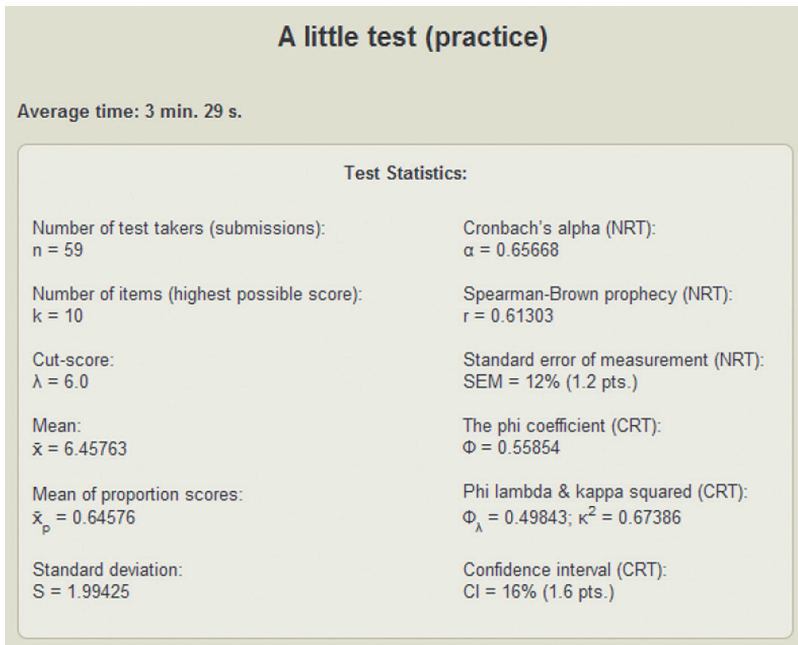 A little test (practice)
Average time: 3 min. 29 s.
Test Statistics:
Number of test takers (submissions):
n = 59
Number of items (highest possible score):
k = 10
Cut-score:
λ = 6.0
Mean:
x̄ = 6.45763
Mean of proportion scores:
x̄p = 0.64576
Standard deviation:
S = 1.99425
Cronbach's alpha (NRT):
α = 0.65668
Spearman-Brown prophecy (NRT):
r = 0.61303
Standard error of measurement (NRT):
SEM = 12% (1.2 pts.)
The phi coefficient (CRT):
Φ = 0.55854
Phi lambda & kappa squared (CRT):
Φλ = 0.49843; κ² = 0.67386
Confidence interval (CRT):
CI = 16% (1.6 pts.)